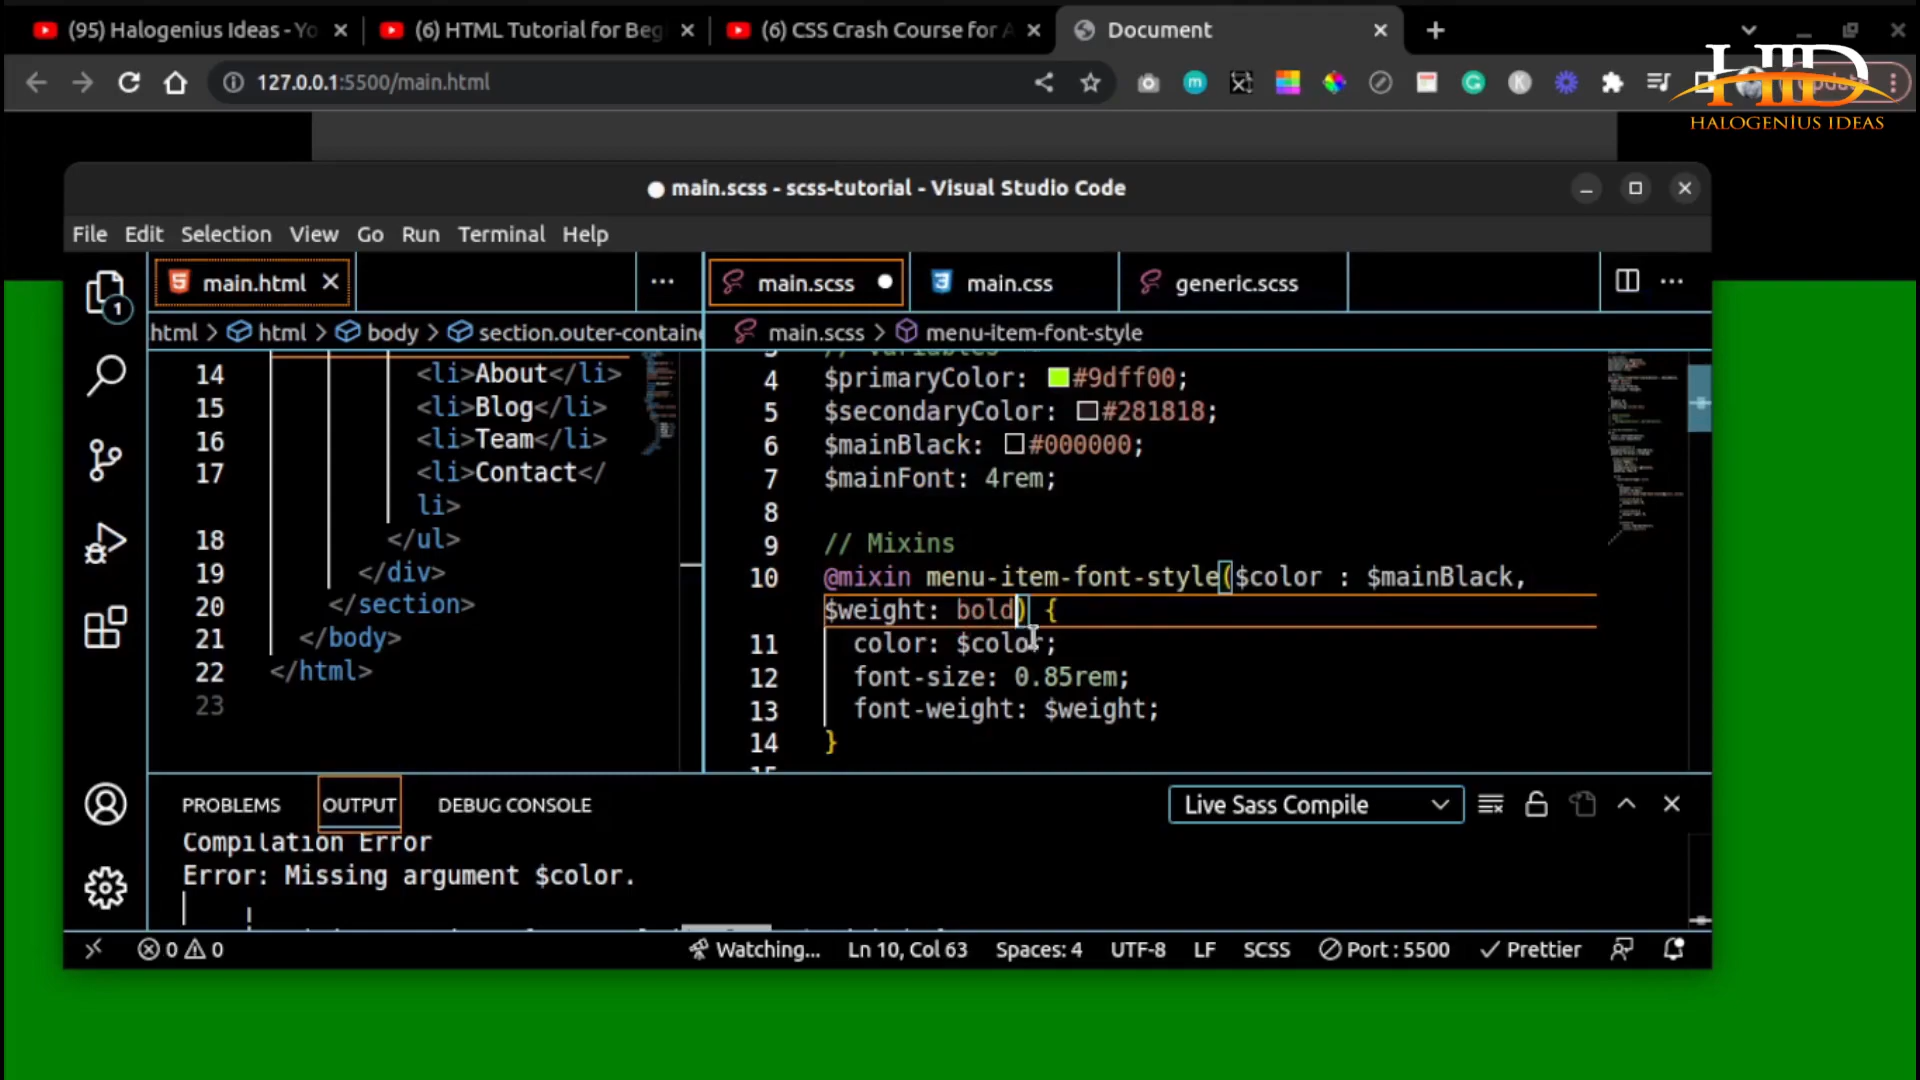 (95) Halogenius Ideas - Yo
(6) HTML Tutorial for Beg
(6) CSS Crash Course for A
Document
127.0.0.1:5500/main.html
HID
HALOGENIUS IDEAS
main.scss - scss-tutorial - Visual Studio Code
File Edit Selection View Go Run Terminal Help
main.html
main.scss
main.css
generic.scss
html > html > body > section.outer-containe
main.scss > menu-item-font-style
1
14 <li>About</li>
15 <li>Blog</li>
16 <li>Team</li>
17 <li>Contact</
li>
18 </ul>
19 </div>
20 </section>
21 </body>
22 </html>
23
3 // Variables
4 $primaryColor: #9dff00;
5 $secondaryColor: #281818;
6 $mainBlack: #000000;
7 $mainFont: 4rem;
8
9 // Mixins
10 @mixin menu-item-font-style($color : $mainBlack,
$weight: bold) {
11 color: $color;
12 font-size: 0.85rem;
13 font-weight: $weight;
14 }
15
PROBLEMS OUTPUT DEBUG CONSOLE
Live Sass Compile
Compilation Error
Error: Missing argument $color.
0 0
Watching... Ln 10, Col 63 Spaces: 4 UTF-8 LF SCSS Port : 5500 Prettier